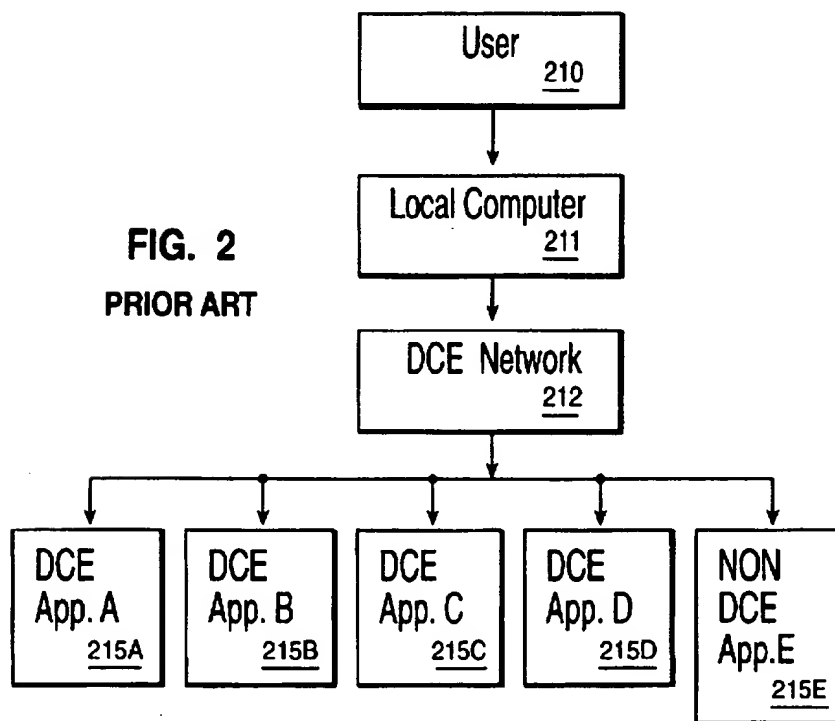 User
210
Local Computer
211
FIG. 2
PRIOR ART
DCE Network
212
DCE
App. A
215A
DCE
App. B
215B
DCE
App. C
215C
DCE
App. D
215D
NON
DCE
App.E
215E